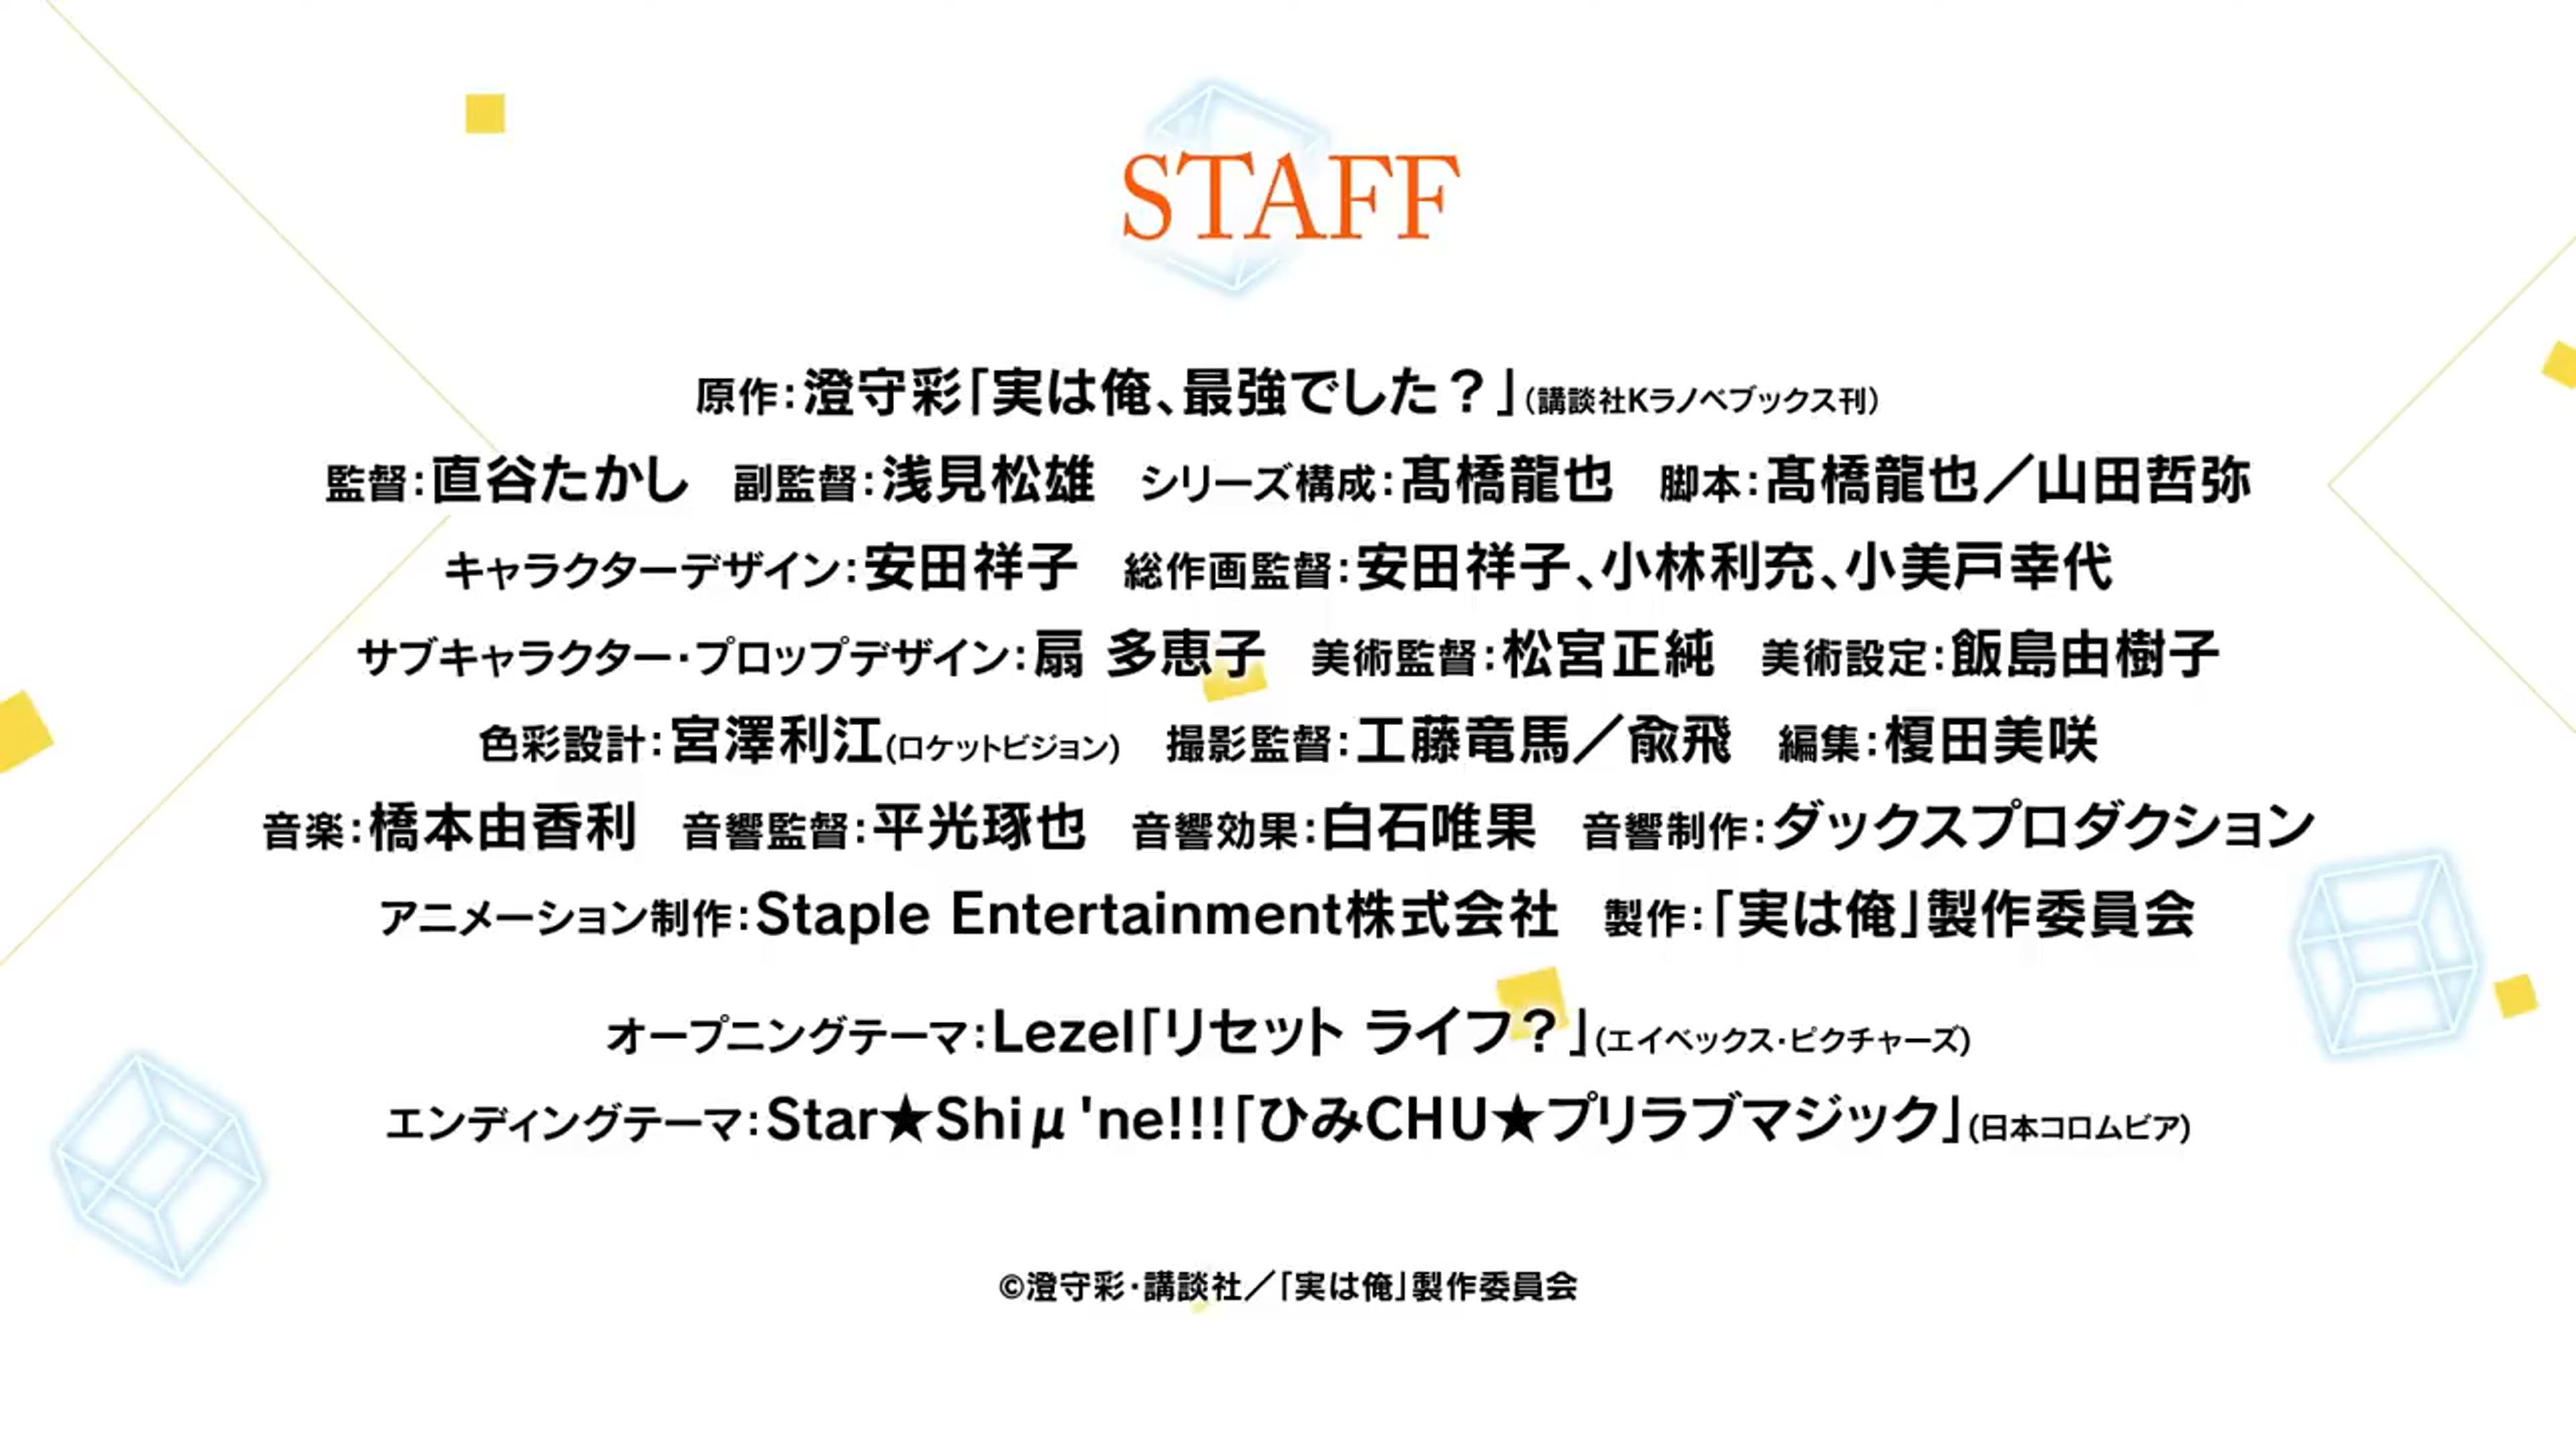 STAFF
原作：澄守彩「実は俺、最強でした？」（講談社Kラノベブックス刊）
監督：直谷たかし　副監督：浅見松雄　シリーズ構成：髙橋龍也　脚本：髙橋龍也／山田哲弥
キャラクターデザイン：安田祥子　総作画監督：安田祥子、小林利充、小美戸幸代
サブキャラクター・プロップデザイン：扇 多恵子　美術監督：松宮正純　美術設定：飯島由樹子
色彩設計：宮澤利江(ロケットビジョン)　撮影監督：工藤竜馬／兪飛　編集：榎田美咲
音楽：橋本由香利　音響監督：平光琢也　音響効果：白石唯果　音響制作：ダックスプロダクション
アニメーション制作：Staple Entertainment株式会社　製作：「実は俺」製作委員会
オープニングテーマ：Lezel「リセット ライフ？」(エイベックス・ピクチャーズ)
エンディングテーマ：Star★Shiμ'ne!!!「ひみCHU★プリラブマジック」(日本コロムビア)
©澄守彩・講談社／「実は俺」製作委員会